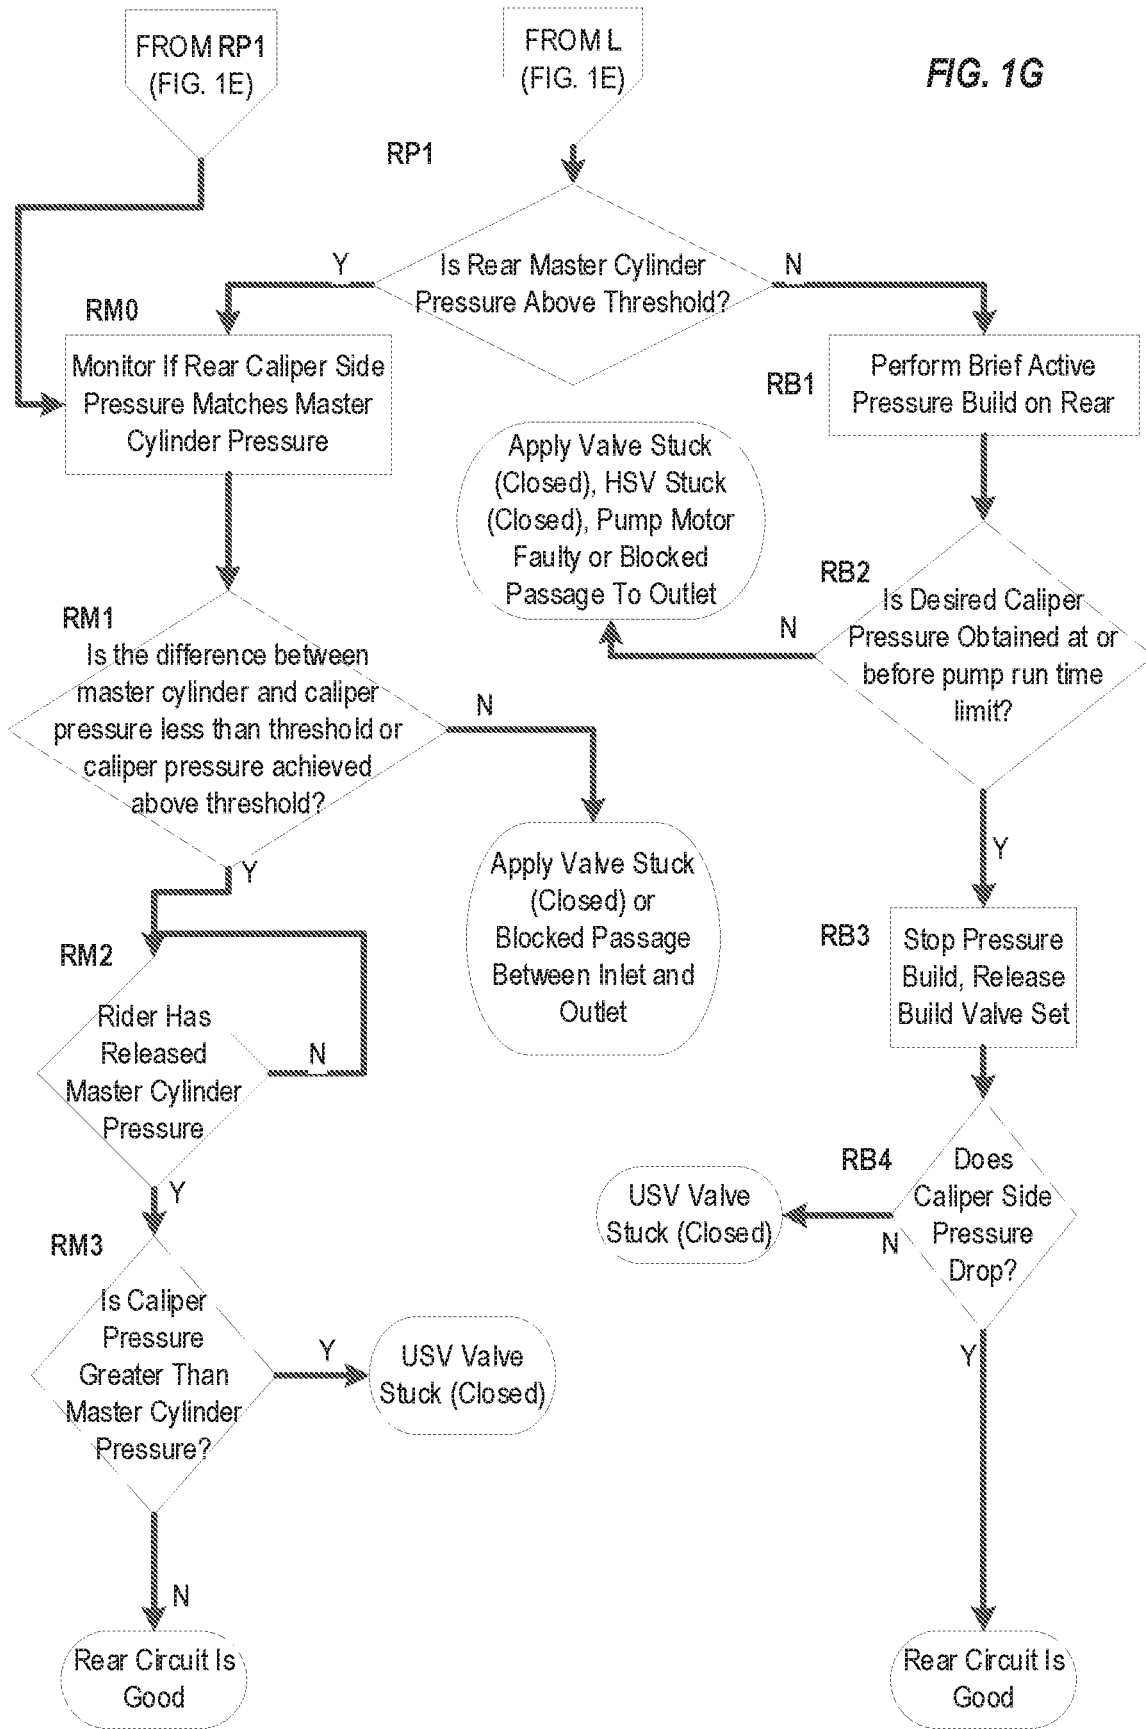 FROM RP1
(FIG. 1E)
FROM L
(FIG. 1E)
FIG. 1G
RP1
Is Rear Master Cylinder
Pressure Above Threshold?
Y
N
RM0
Monitor If Rear Caliper Side
Pressure Matches Master
Cylinder Pressure
RB1
Perform Brief Active
Pressure Build on Rear
Apply Valve Stuck
(Closed), HSV Stuck
(Closed), Pump Motor
Faulty or Blocked
Passage To Outlet
RB2
Is Desired Caliper
Pressure Obtained at or
before pump run time
limit?
N
Y
RM1
Is the difference between
master cylinder and caliper
pressure less than threshold or
caliper pressure achieved
above threshold?
N
Y
Apply Valve Stuck
(Closed) or
Blocked Passage
Between Inlet and
Outlet
RB3
Stop Pressure
Build, Release
Build Valve Set
RM2
Rider Has
Released
Master Cylinder
Pressure
N
Y
RB4
Does
Caliper Side
Pressure
Drop?
N
Y
USV Valve
Stuck (Closed)
RM3
Is Caliper
Pressure
Greater Than
Master Cylinder
Pressure?
Y
N
USV Valve
Stuck (Closed)
Rear Circuit Is
Good
Rear Circuit Is
Good